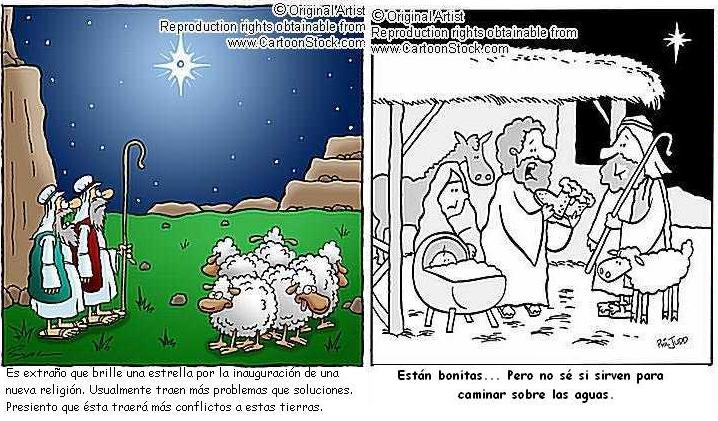 © Original Artist
Reproduction rights obtainable from
www.CartoonStock.com
Es extraño que brille una estrella por la inauguración de una
nueva religión. Usualmente traen más problemas que soluciones.
Presiento que ésta traerá más conflictos a estas tierras.
© Original Artist
Reproduction rights obtainable from
www.CartoonStock.com
Están bonitas... Pero no sé si sirven para
caminar sobre las aguas.